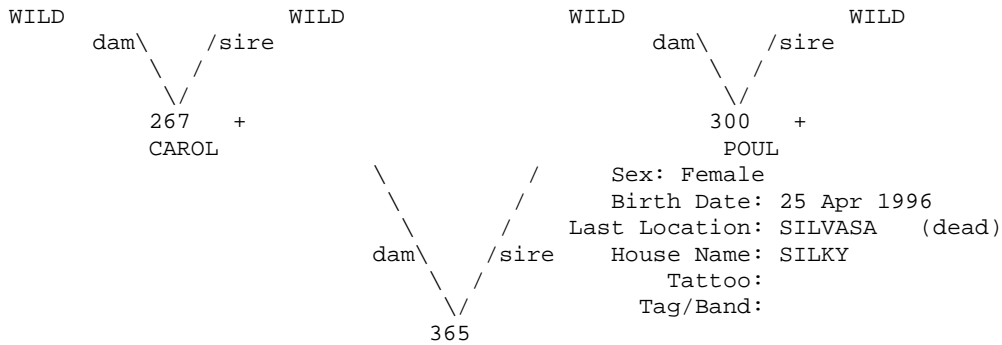 WILD WILD WILD WILD
dam\ /sire dam\ /sire
\ / \ /
\/ \/
267 + 300 +
CAROL POUL
\ / Sex: Female
\ / Birth Date: 25 Apr 1996
\ / Last Location: SILVASA (dead)
dam\ /sire House Name: SILKY
\ / Tattoo:
\/ Tag/Band:
365